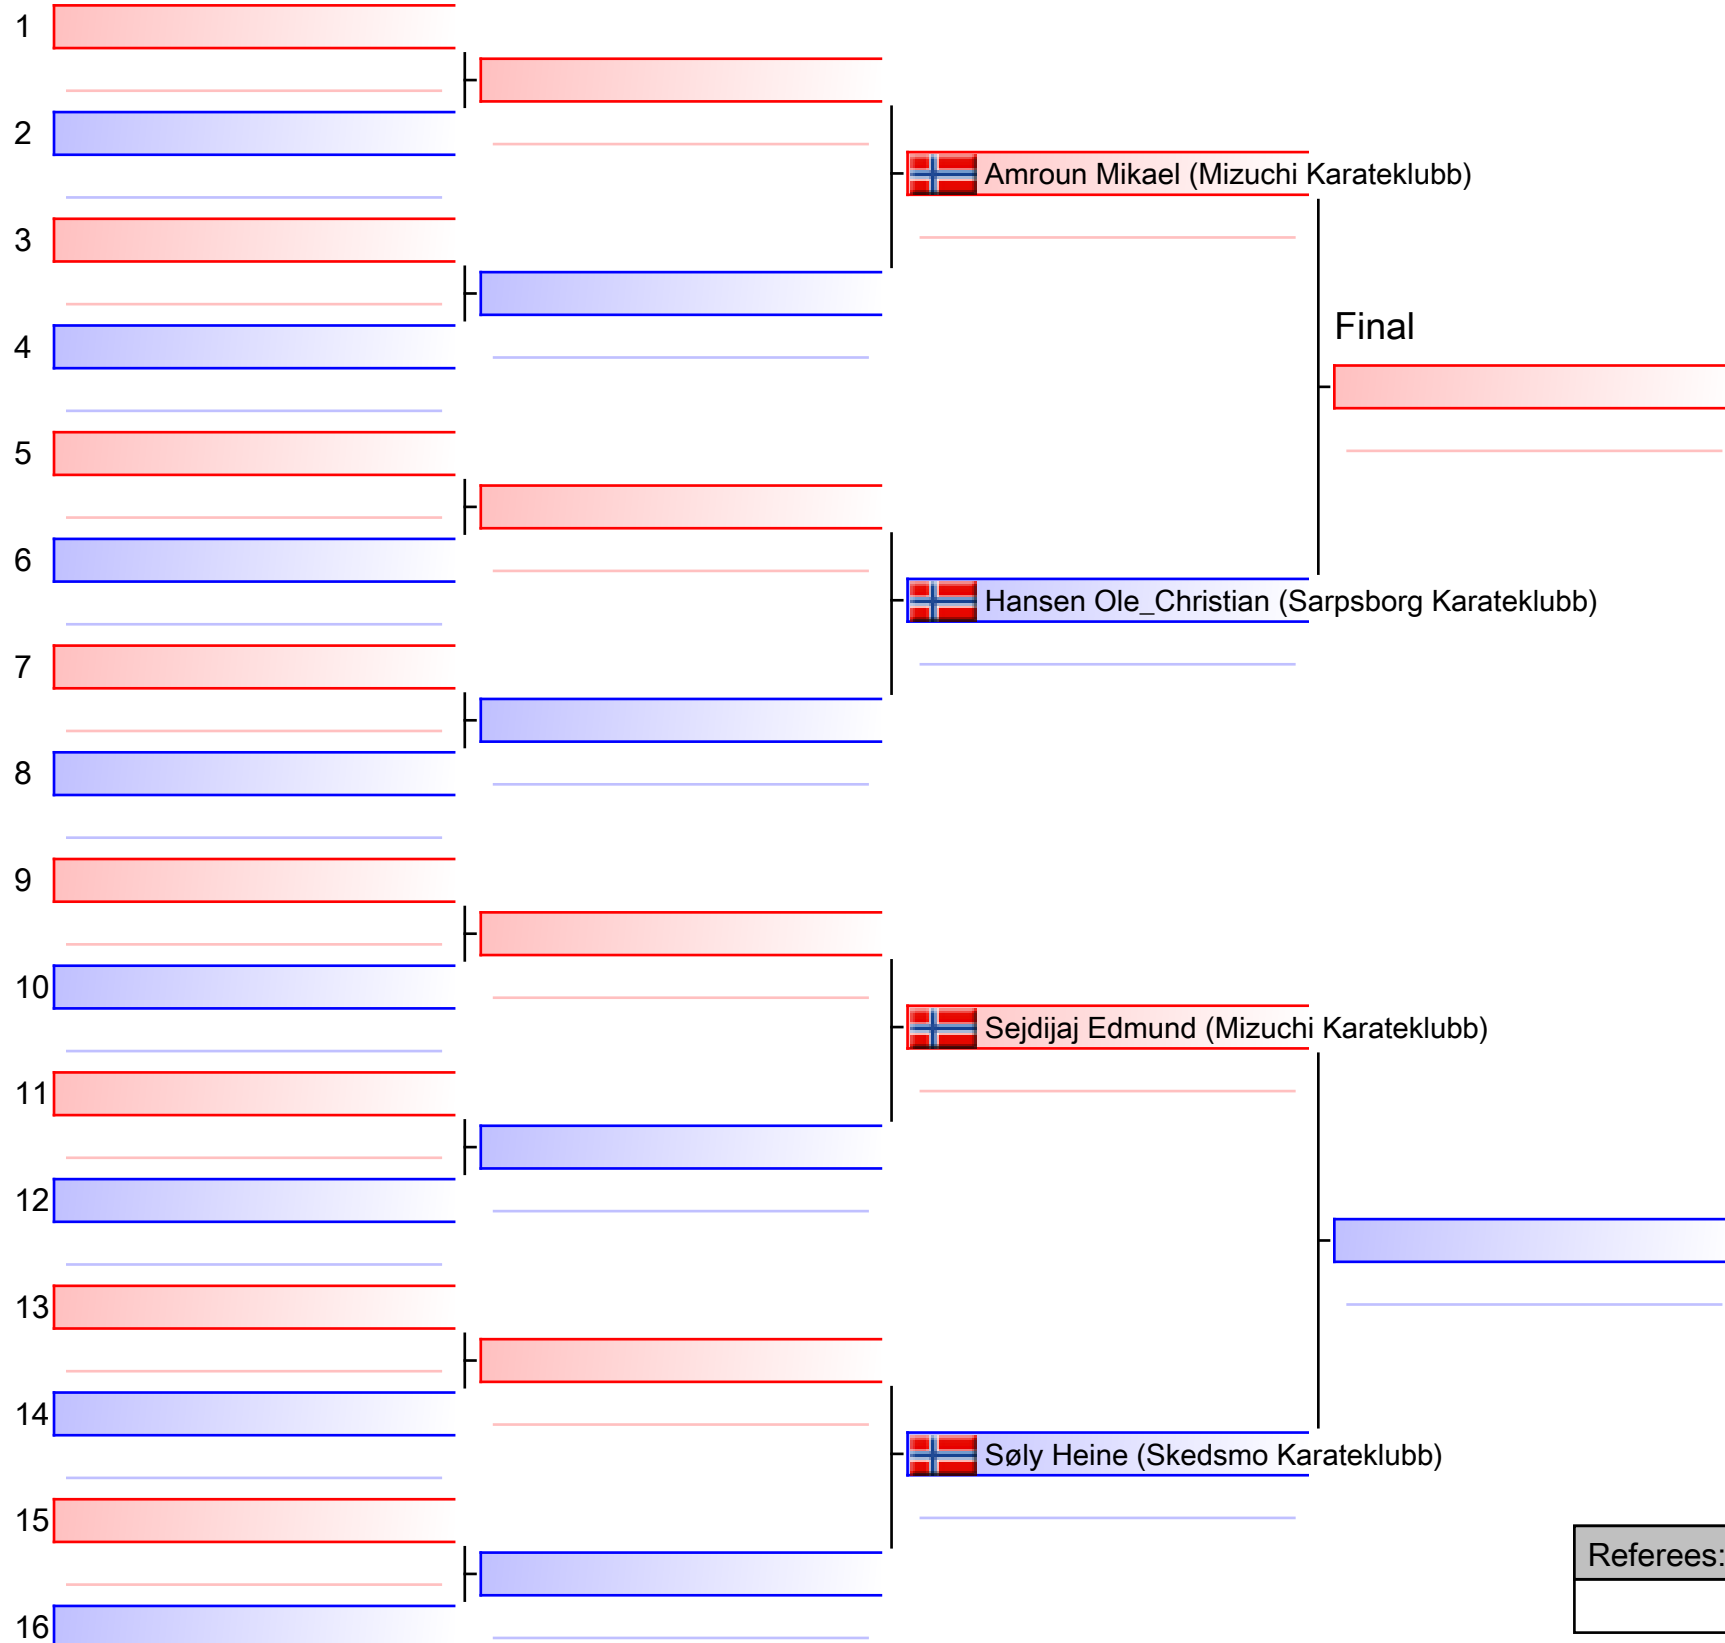 1
2
Amroun Mikael (Mizuchi Karateklubb)
3
Final
4
5
6
Hansen Ole_Christian (Sarpsborg Karateklubb)
7
8
9
10
Sejdijaj Edmund (Mizuchi Karateklubb)
11
12
13
14
Søly Heine (Skedsmo Karateklubb)
15
Referees:
16